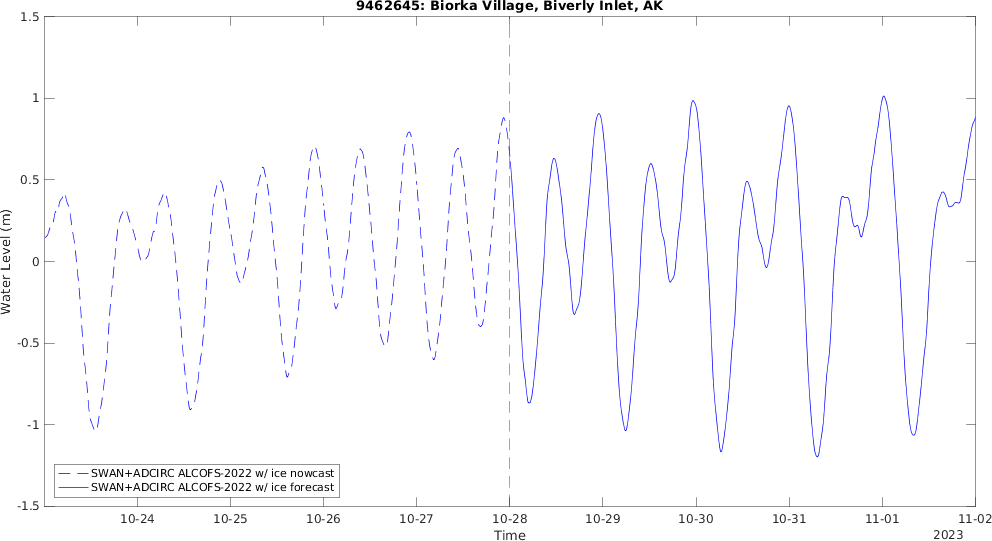 9462645: Biorka Village, Biverly Inlet, AK
1.5
1
0.5
0
-0.5
-1
-1.5
Water Level (m)
SWAN+ADCIRC ALCOFS-2022 w/ ice nowcast
SWAN+ADCIRC ALCOFS-2022 w/ ice forecast
10-24 10-25 10-26 10-27 10-28 10-29 10-30 10-31 11-01 11-02
Time
2023